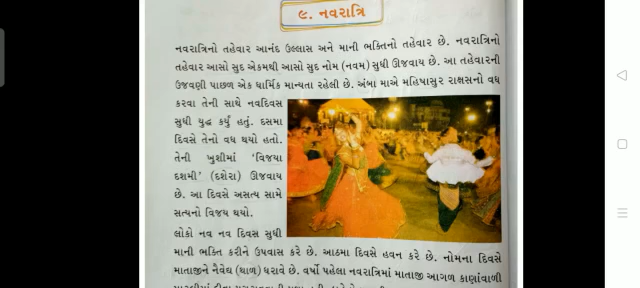 ૯. નવરાત્રિ
નવરાત્રિનો તહેવાર આનંદ ઉલ્લાસ અને માની ભક્તિનો તહેવાર છે. નવરાત્રિનો
તહેવાર આસો સુદ એકમથી આસો સુદ નોમ (નવમ) સુધી ઊજવાય છે. આ તહેવારની
ઉજવણી પાછળ એક ધાર્મિક માન્યતા રહેલી છે. અંબા માએ મહિષાસુર રાક્ષસનો વધ
કરવા તેની સાથે નવદિવસ
સુધી યુદ્ધ કર્યું હતું. દસમા
દિવસે તેનો વધ થયો હતો.
તેની ખુશીમાં ‘વિજયા
દશમી’ (દશેરા) ઊજવાય
છે. આ દિવસે અસત્ય સામે
સત્યનો વિજય થયો.
લોકો નવ નવ દિવસ સુધી
માની ભક્તિ કરીને ઉપવાસ કરે છે. આઠમા દિવસે હવન કરે છે. નોમના દિવસે
માતાજીને નૈવેદ્ય (થાળ) ધરાવે છે. વર્ષો પહેલા નવરાત્રિમાં માતાજી આગળ કાણાંવાળી